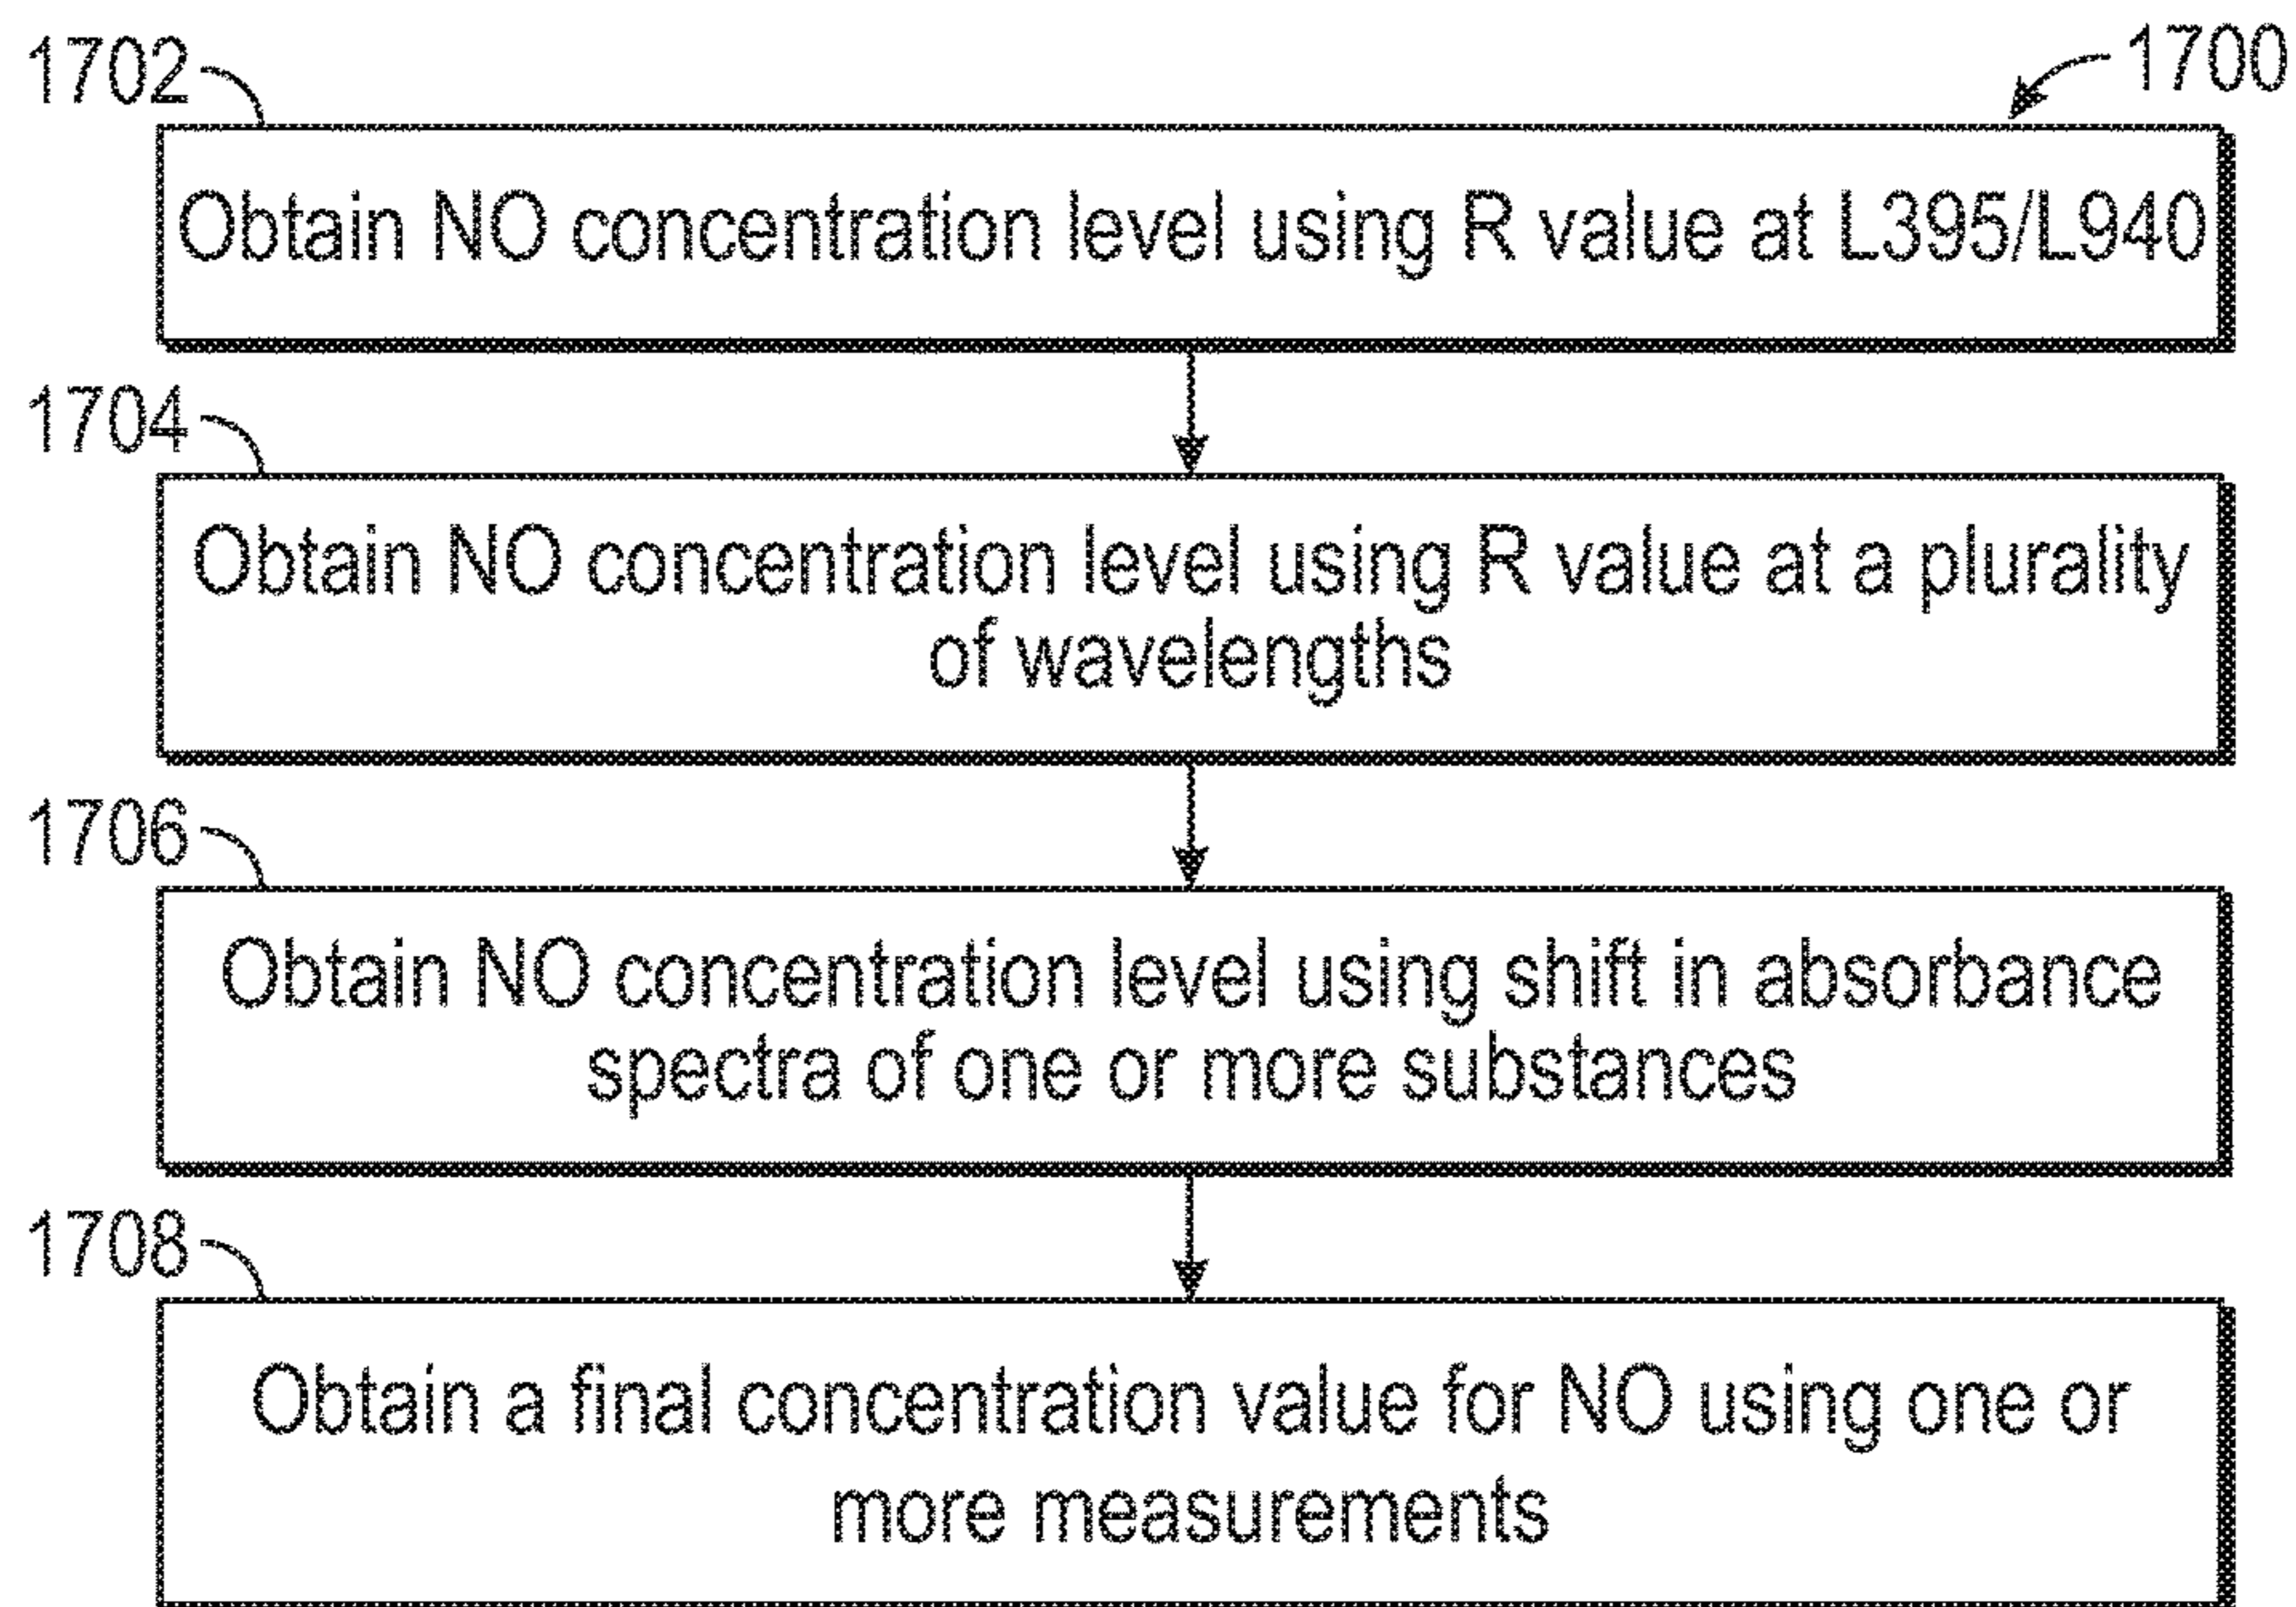 1702
1700
Obtain NO concentration level using R value at L395/L940
1704
Obtain NO concentration level using R value at a plurality
of wavelengths
1706
Obtain NO concentration level using shift in absorbance
spectra of one or more substances
1708
Obtain a final concentration value for NO using one or
more measurements